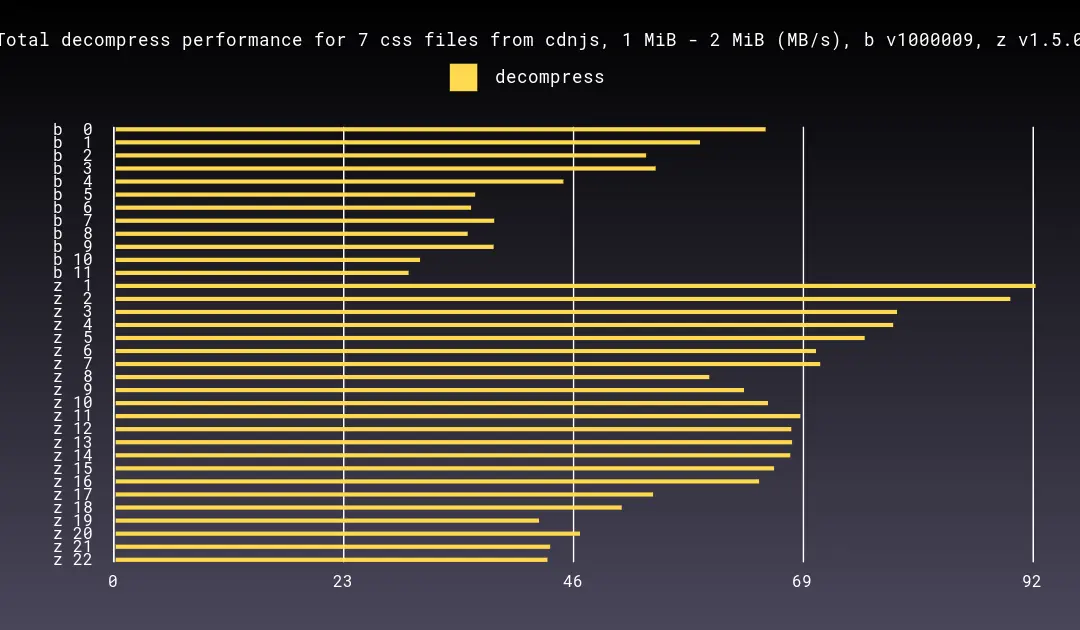 Total decompress performance for 7 css files from cdnjs, 1 MiB - 2 MiB (MB/s), b v1000009, z v1.5.0
decompress
b 0
b 1
b 2
b 3
b 4
b 5
b 6
b 7
b 8
b 9
b 10
b 11
z 1
z 2
z 3
z 4
z 5
z 6
z 7
z 8
z 9
z 10
z 11
z 12
z 13
z 14
z 15
z 16
z 17
z 18
z 19
z 20
z 21
z 22
0 23 46 69 92